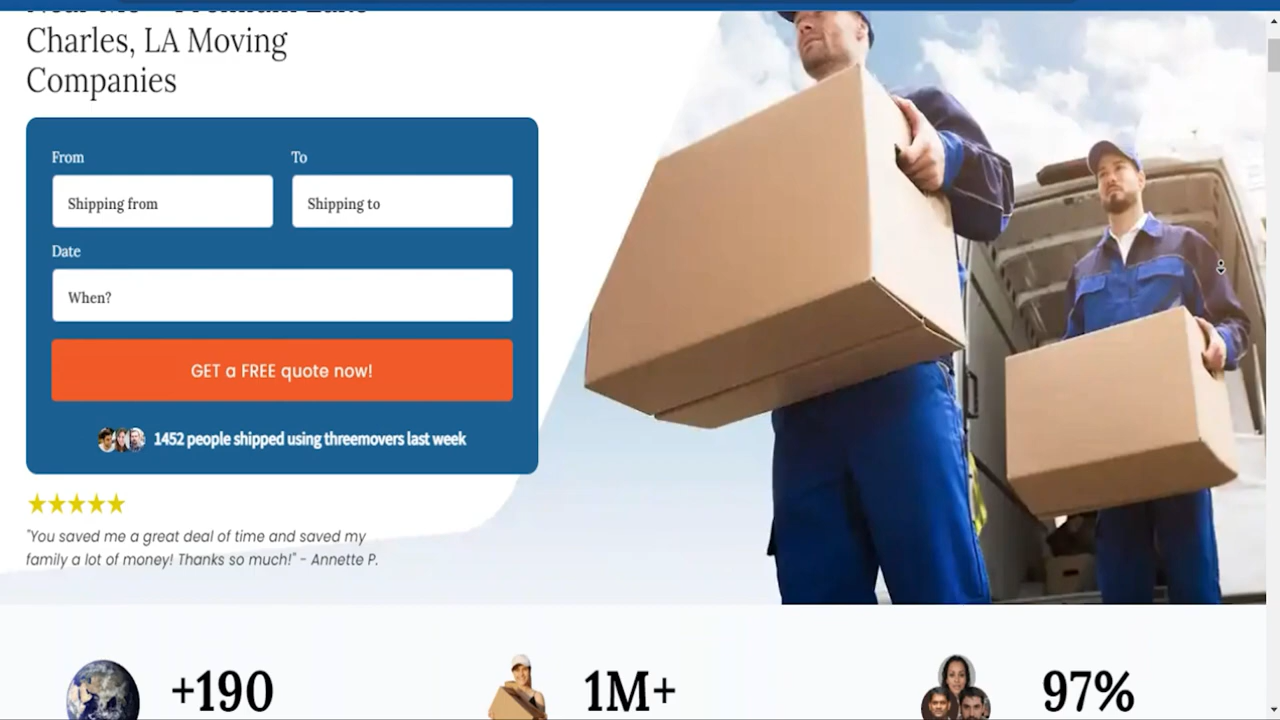 Charles, LA Moving
Companies
From
To
Shipping from
Shipping to
Date
When?
GET a FREE quote now!
1452 people shipped using threemovers last week
"You saved me a great deal of time and saved my
family a lot of money! Thanks so much!" - Annette P.
+190
1M+
97%